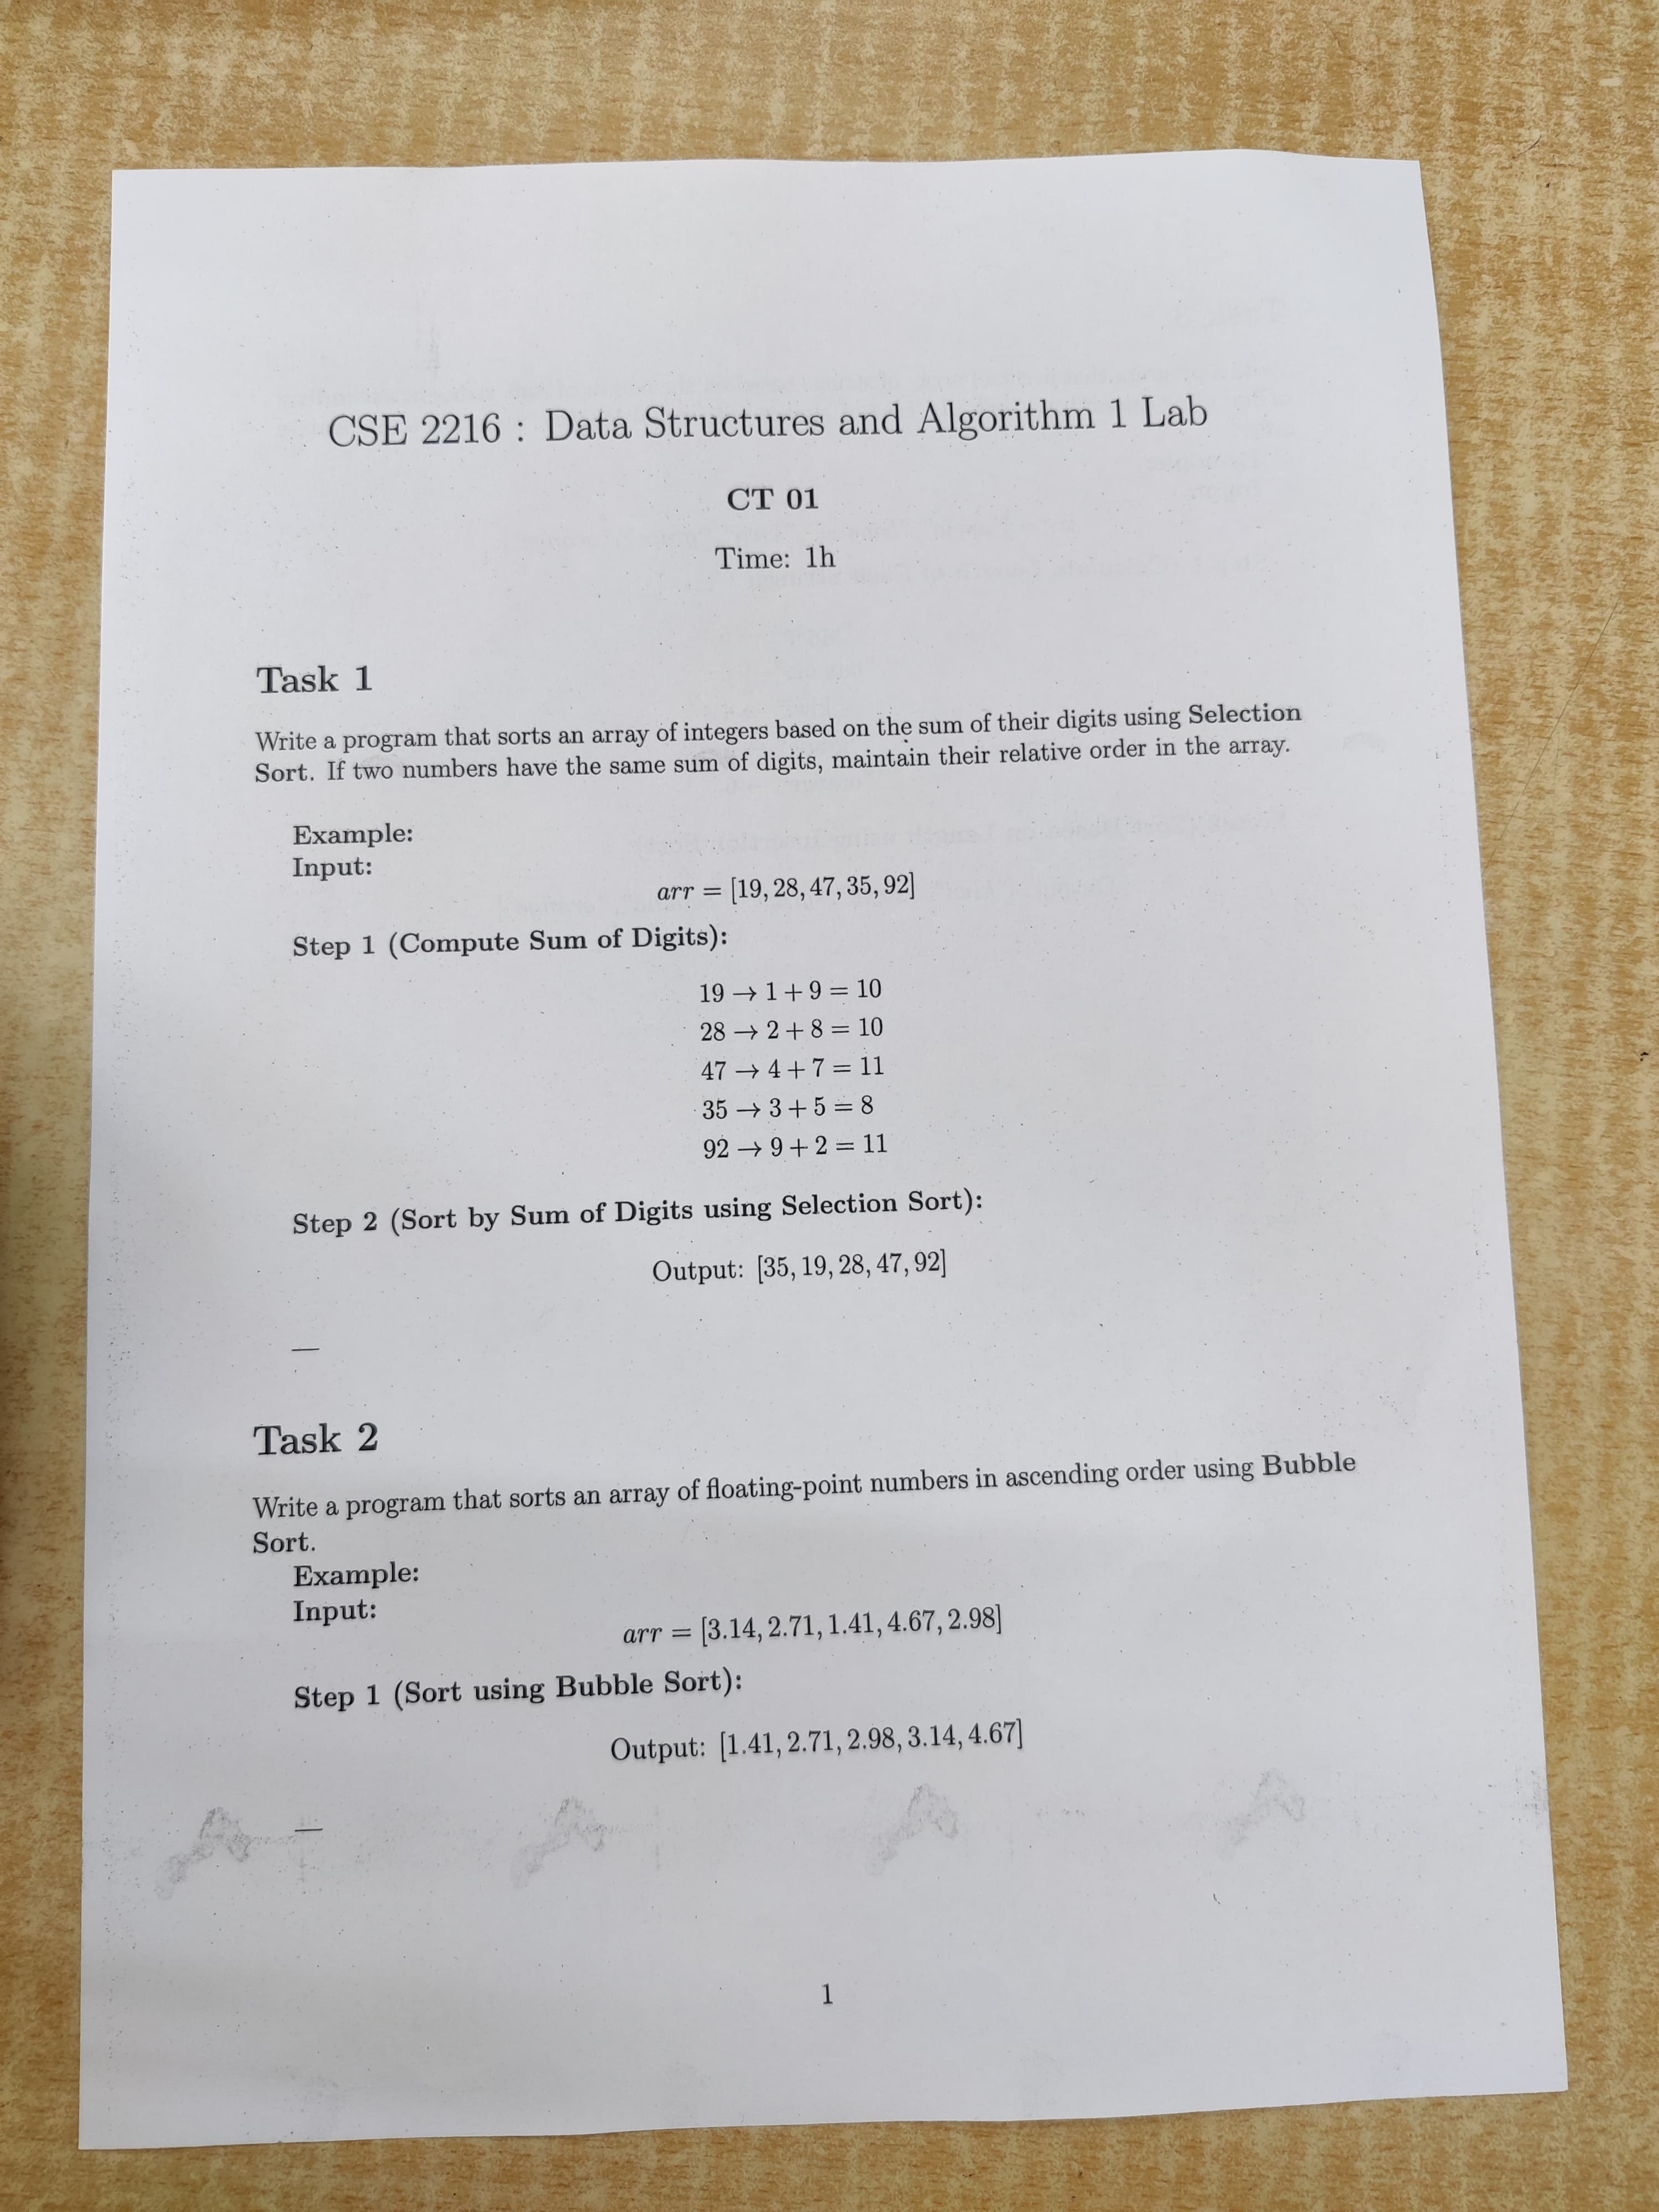 CSE 2216 : Data Structures and Algorithm 1 Lab
CT 01
Time: 1h
Task 1
Write a program that sorts an array of integers based on the sum of their digits using Selection
Sort. If two numbers have the same sum of digits, maintain their relative order in the array.
Example:
Input:
arr = [19, 28, 47, 35, 92]
Step 1 (Compute Sum of Digits):
19 → 1 + 9 = 10
28 → 2 + 8 = 10
47 → 4 + 7 = 11
35 → 3 + 5 = 8
92 → 9 + 2 = 11
Step 2 (Sort by Sum of Digits using Selection Sort):
Output: [35, 19, 28, 47, 92]
—
Task 2
Write a program that sorts an array of floating-point numbers in ascending order using Bubble
Sort.
Example:
Input:
arr = [3.14, 2.71, 1.41, 4.67, 2.98]
Step 1 (Sort using Bubble Sort):
Output: [1.41, 2.71, 2.98, 3.14, 4.67]
—
1